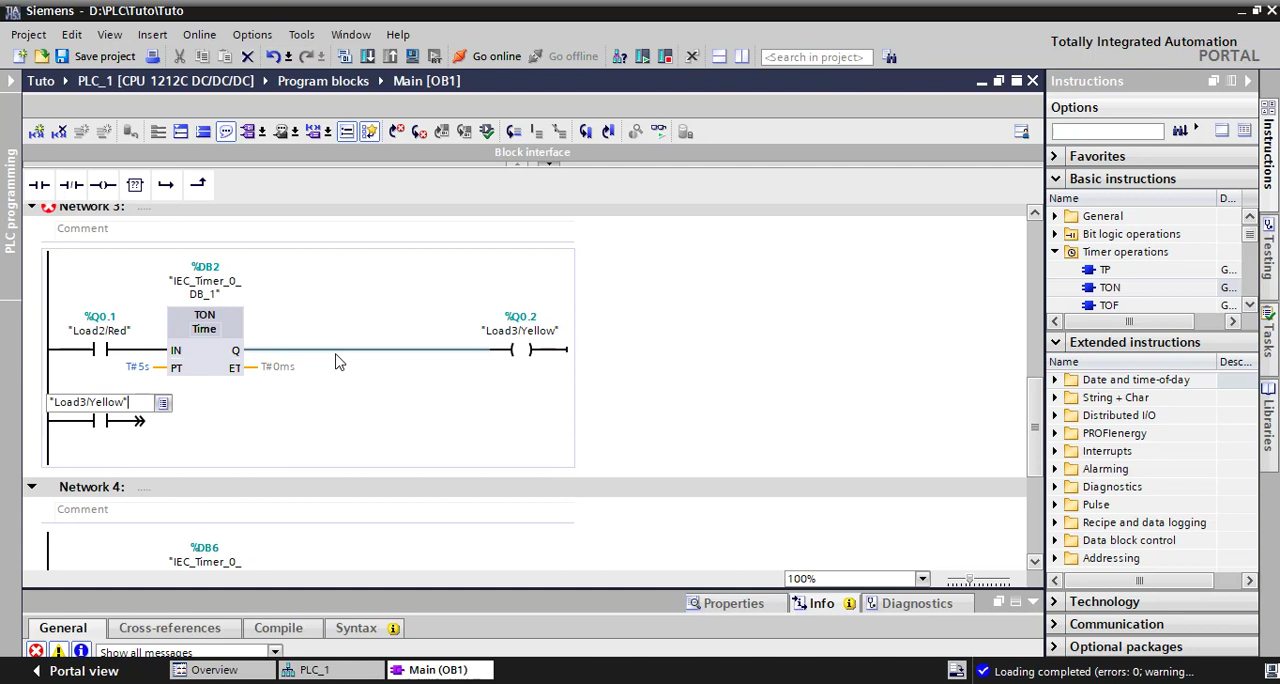 Siemens - D:\PLC\Tuto\Tuto
Project Edit View Insert Online Options Tools Window Help
Totally Integrated Automation
PORTAL
Save project
Go online
Go offline
<Search in project>
Tuto
PLC_1 [CPU 1212C DC/DC/DC]
Program blocks
Main [OB1]
Block interface
PLC programming
Network 3: .....
Comment
%DB2
"IEC_Timer_0_
DB_1"
TON
Time
%Q0.1
"Load2/Red"
%Q0.2
"Load3/Yellow"
IN Q
T#5s PT ET T#0ms
"Load3/Yellow"
Network 4: .....
Comment
%DB6
"IEC_Timer_0_
100%
Properties
Info
Diagnostics
General
Cross-references
Compile
Syntax
Show all messages
Portal view
Overview
PLC_1
Main (OB1)
Loading completed (errors: 0; warning...
Instructions
Options
Favorites
Basic instructions
Name D...
General
Bit logic operations
Timer operations
TP G...
TON G...
TOF G...
Extended instructions
Name Desc...
Date and time-of-day
String + Char
Distributed I/O
PROFIenergy
Interrupts
Alarming
Diagnostics
Pulse
Recipe and data logging
Data block control
Addressing
Technology
Communication
Optional packages
Instructions
Testing
Tasks
Libraries